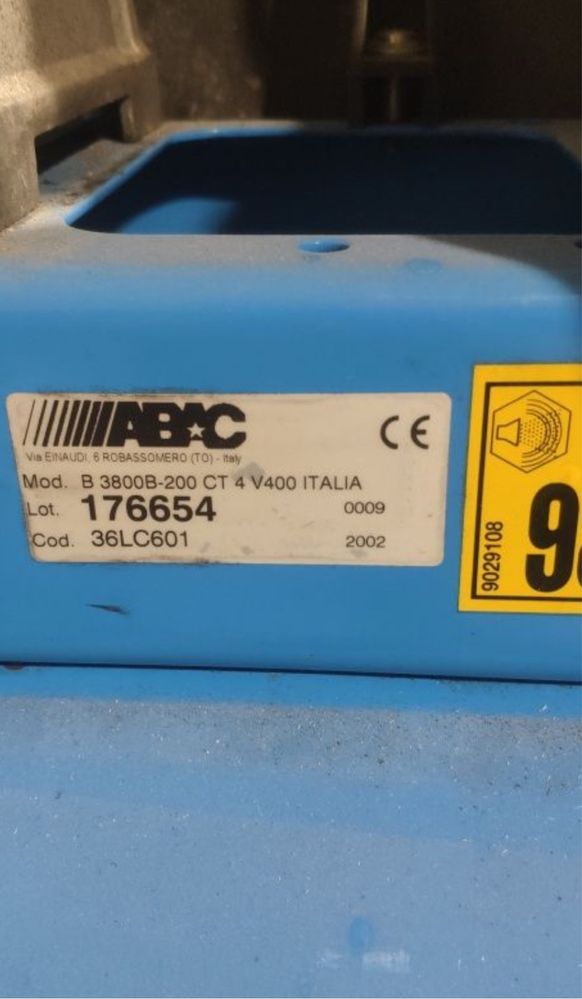 ABAC
CE
Via EINAUDI, 6 ROBASSOMERO (TO) - Italy
Mod. B 3800B-200 CT 4 V400 ITALIA
Lot. 176654 0009
Cod. 36LC601 2002
9029108
9